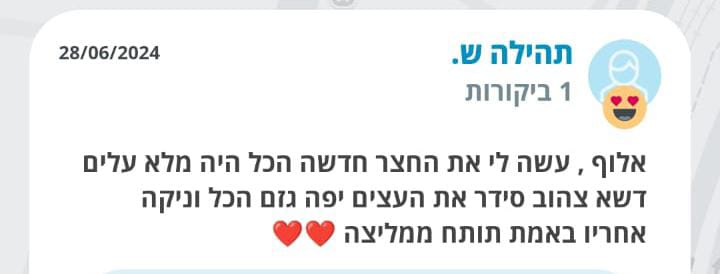 תהילה ש.
28/06/2024
1 ביקורות
אלוף , עשה לי את החצר חדשה הכל היה מלא עלים
דשא צהוב סידר את העצים יפה גזם הכל וניקה
אחריו באמת תותח ממליצה ❤️❤️